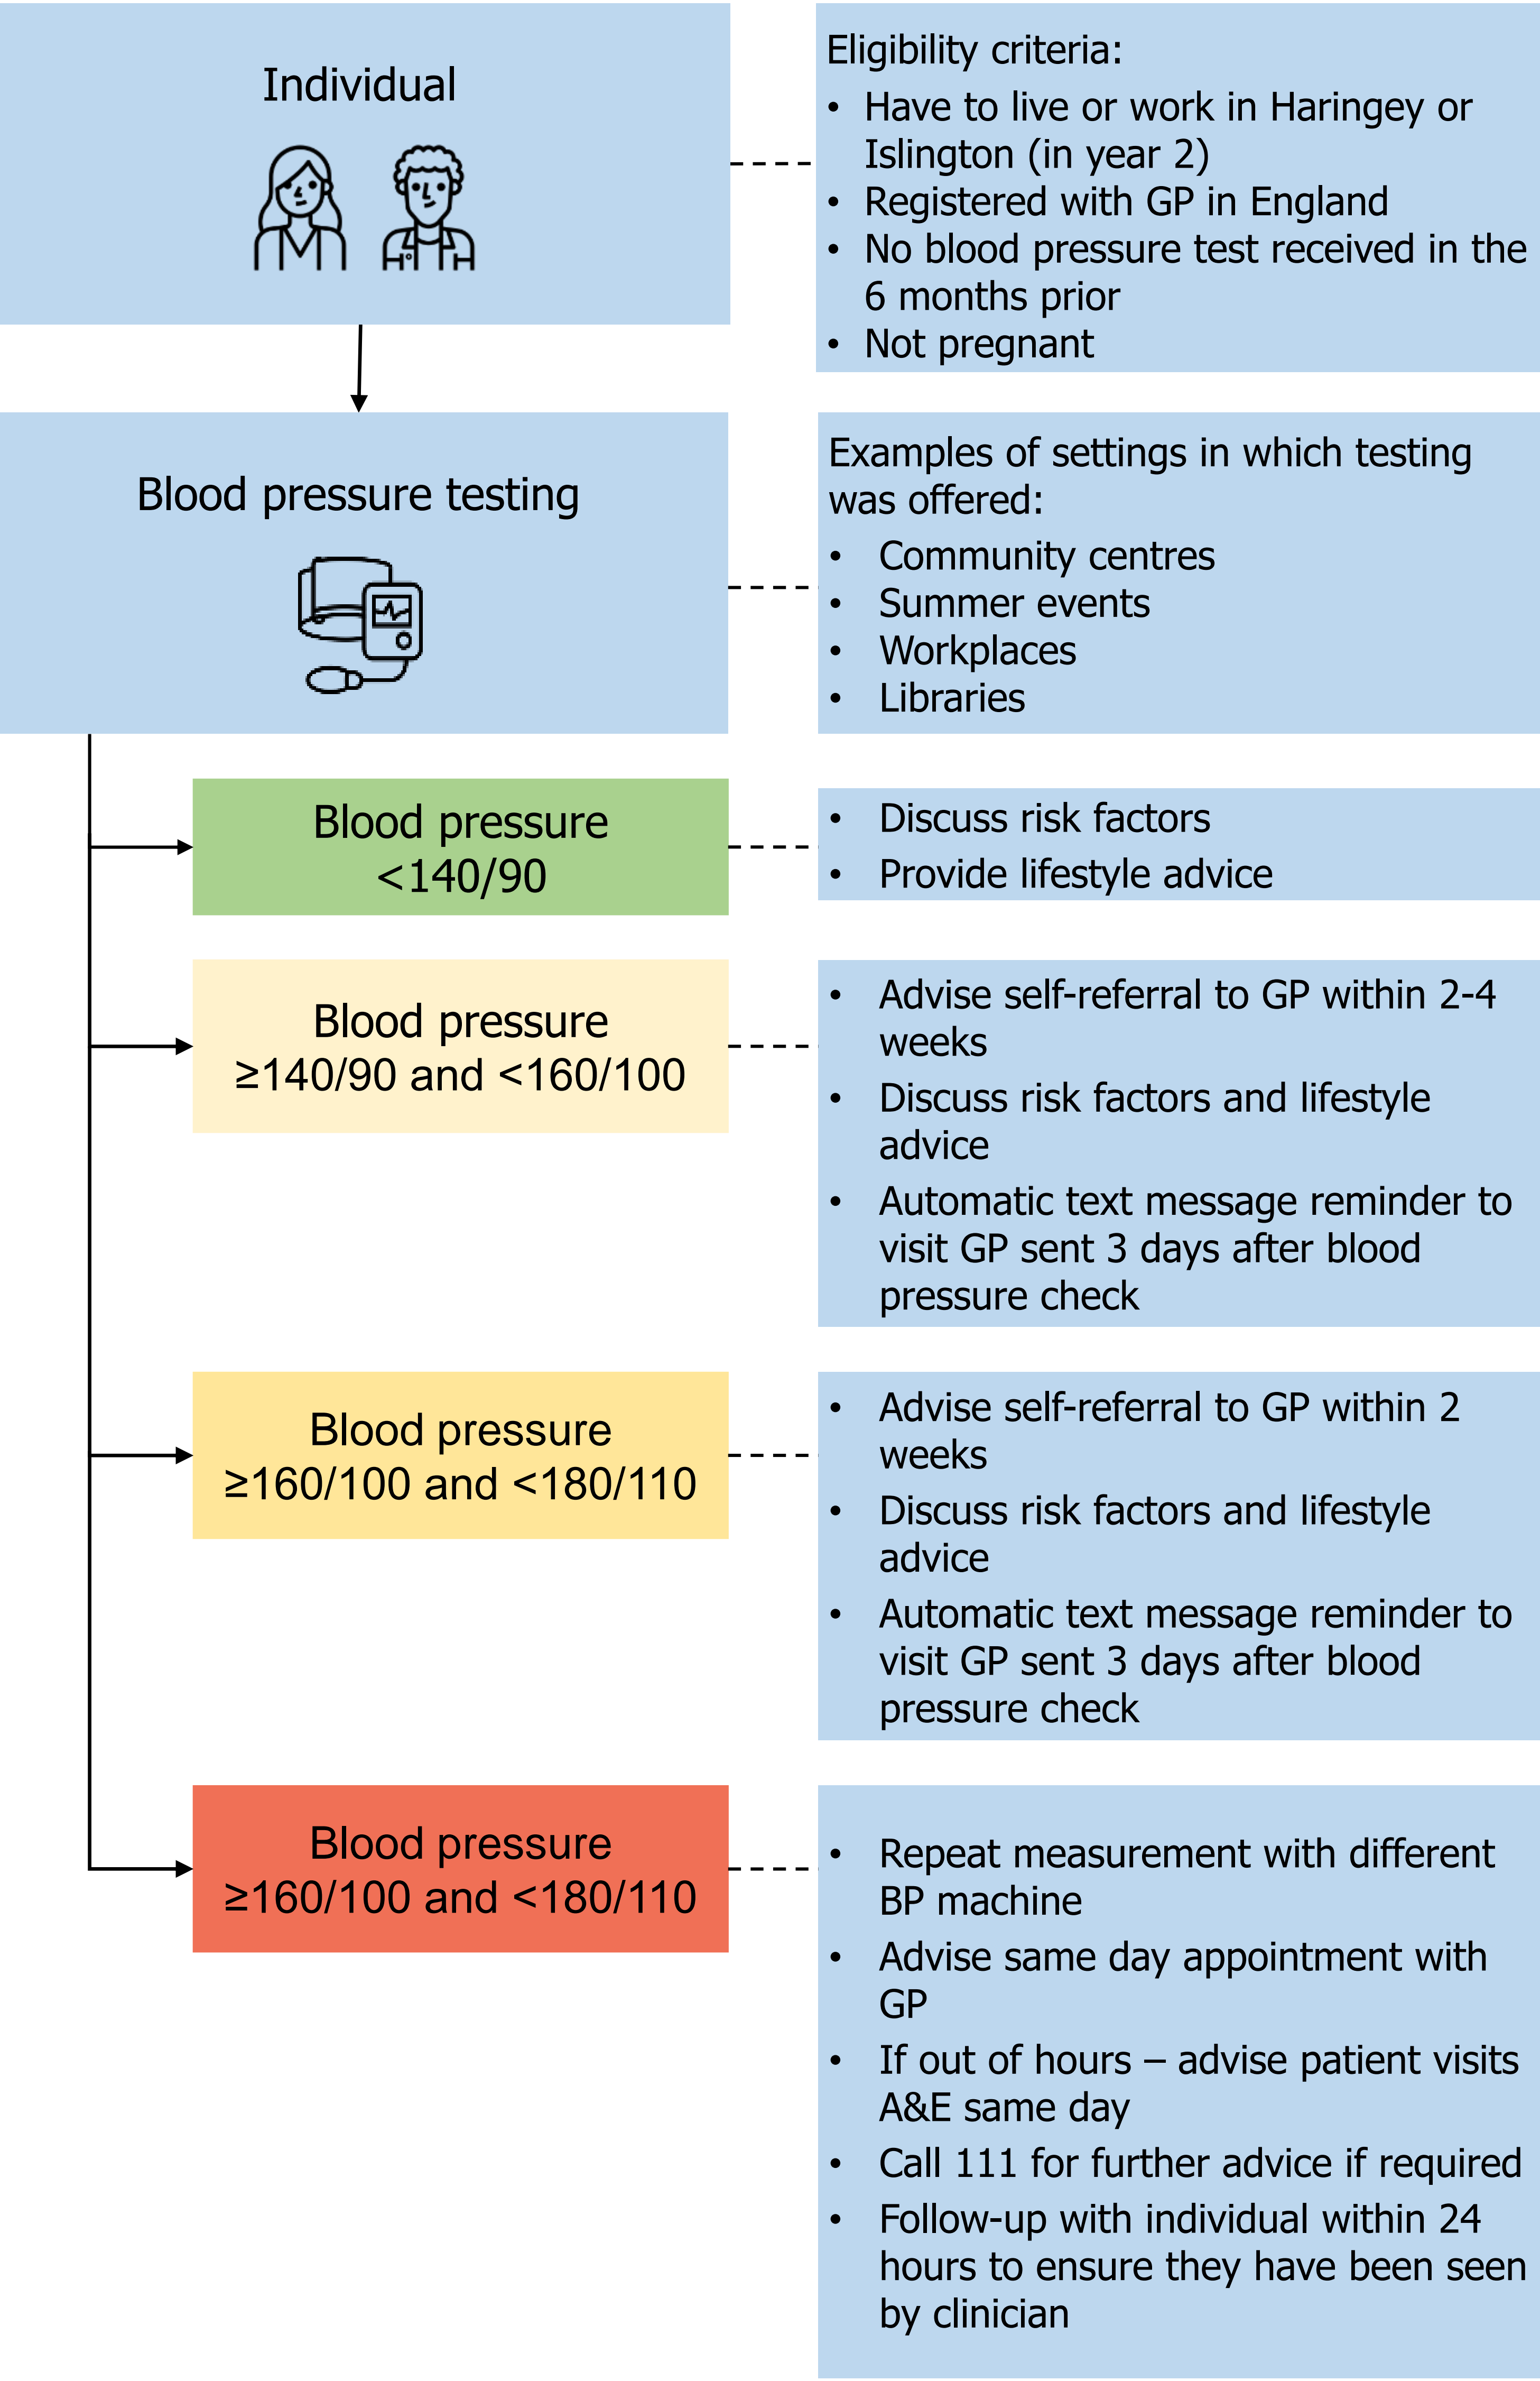 Individual
Eligibility criteria:
• Have to live or work in Haringey or
Islington (in year 2)
• Registered with GP in England
• No blood pressure test received in the
6 months prior
• Not pregnant
Blood pressure testing
Examples of settings in which testing
was offered:
• Community centres
• Summer events
• Workplaces
• Libraries
Blood pressure
<140/90
• Discuss risk factors
• Provide lifestyle advice
Blood pressure
≥140/90 and <160/100
• Advise self-referral to GP within 2-4
weeks
• Discuss risk factors and lifestyle
advice
• Automatic text message reminder to
visit GP sent 3 days after blood
pressure check
Blood pressure
≥160/100 and <180/110
• Advise self-referral to GP within 2
weeks
• Discuss risk factors and lifestyle
advice
• Automatic text message reminder to
visit GP sent 3 days after blood
pressure check
Blood pressure
≥160/100 and <180/110
• Repeat measurement with different
BP machine
• Advise same day appointment with
GP
• If out of hours – advise patient visits
A&E same day
• Call 111 for further advice if required
• Follow-up with individual within 24
hours to ensure they have been seen
by clinician